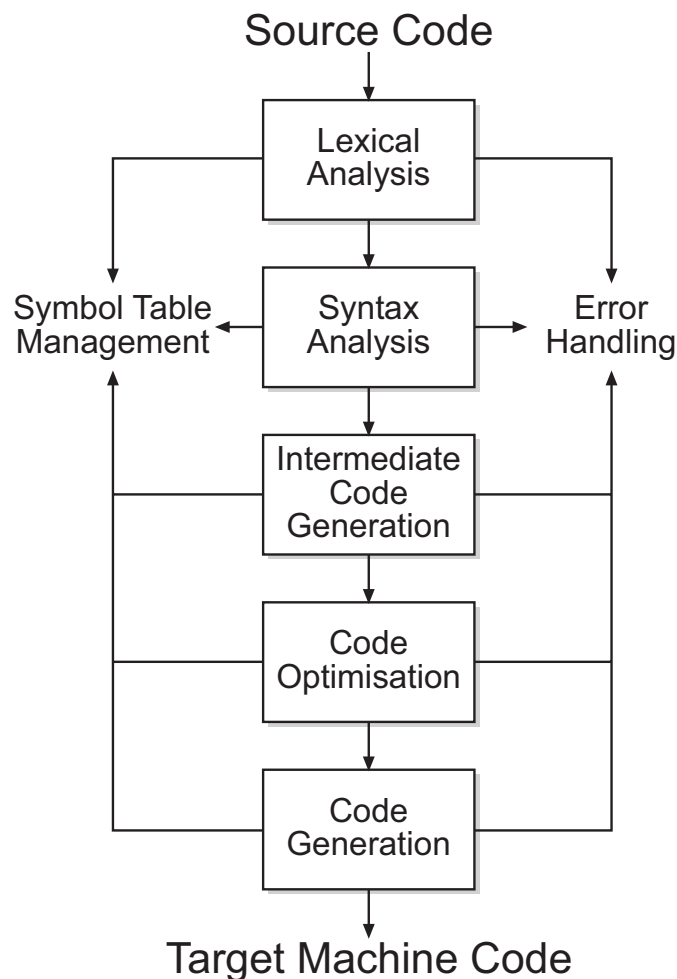 Source Code
Lexical
Analysis
Symbol Table
Management
Syntax
Analysis
Error
Handling
Intermediate
Code
Generation
Code
Optimisation
Code
Generation
Target Machine Code